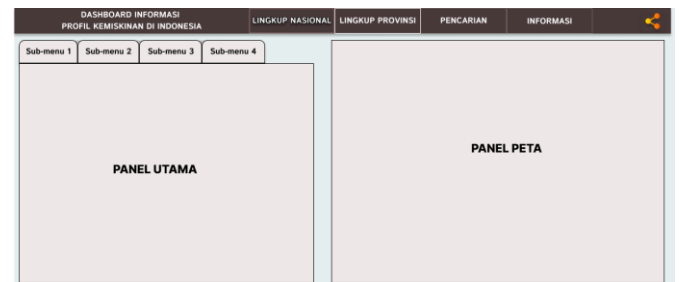 DASHBOARD INFORMASI
PROFIL KEMISKINAN DI INDONESIA
LINGKUP NASIONAL
LINGKUP PROVINSI
PENCARIAN
INFORMASI
Sub-menu 1
Sub-menu 2
Sub-menu 3
Sub-menu 4
PANEL UTAMA
PANEL PETA